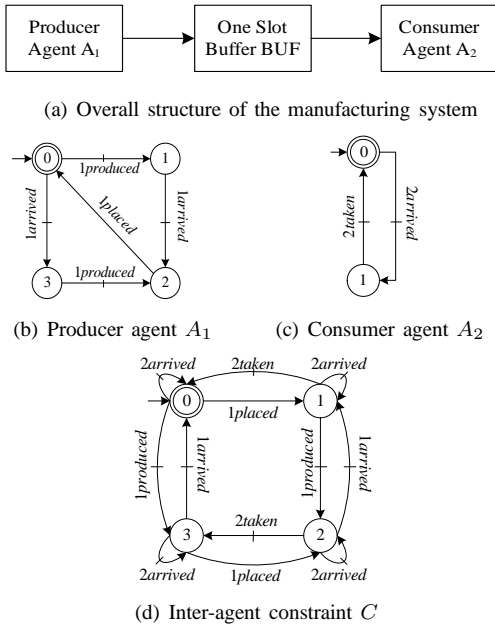 Producer
Agent A₁
One Slot
Buffer BUF
Consumer
Agent A₂
(a) Overall structure of the manufacturing system
0
1
1produced
1arrived
1placed
1arrived
3
1produced
2
(b) Producer agent A₁
0
2taken
2arrived
1
(c) Consumer agent A₂
2arrived
2taken
2arrived
0
1placed
1
1produced
1arrived
1produced
1arrived
3
2taken
2
2arrived
1placed
2arrived
(d) Inter-agent constraint C